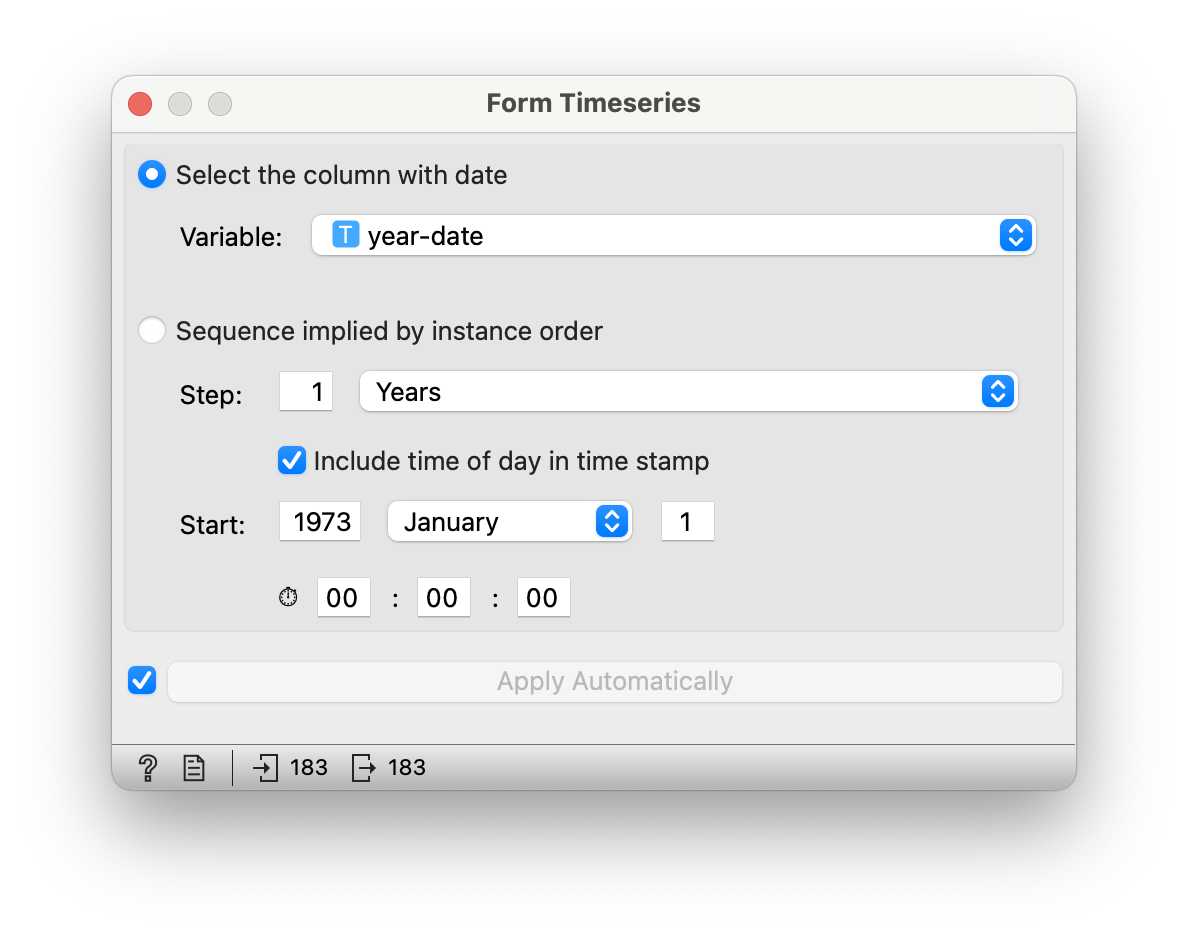 Form Timeseries
Select the column with date
Variable: T year-date
Sequence implied by instance order
Step: 1 Years
Include time of day in time stamp
Start: 1973 January 1
00 : 00 : 00
Apply Automatically
? 183 183